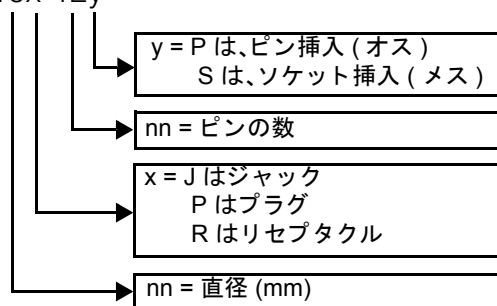 y = P は、ピン挿入 ( オス )
S は、ソケット挿入 ( メス )
nn = ピンの数
x = J はジャック
P はプラグ
R はリセプタクル
nn = 直径 (mm)